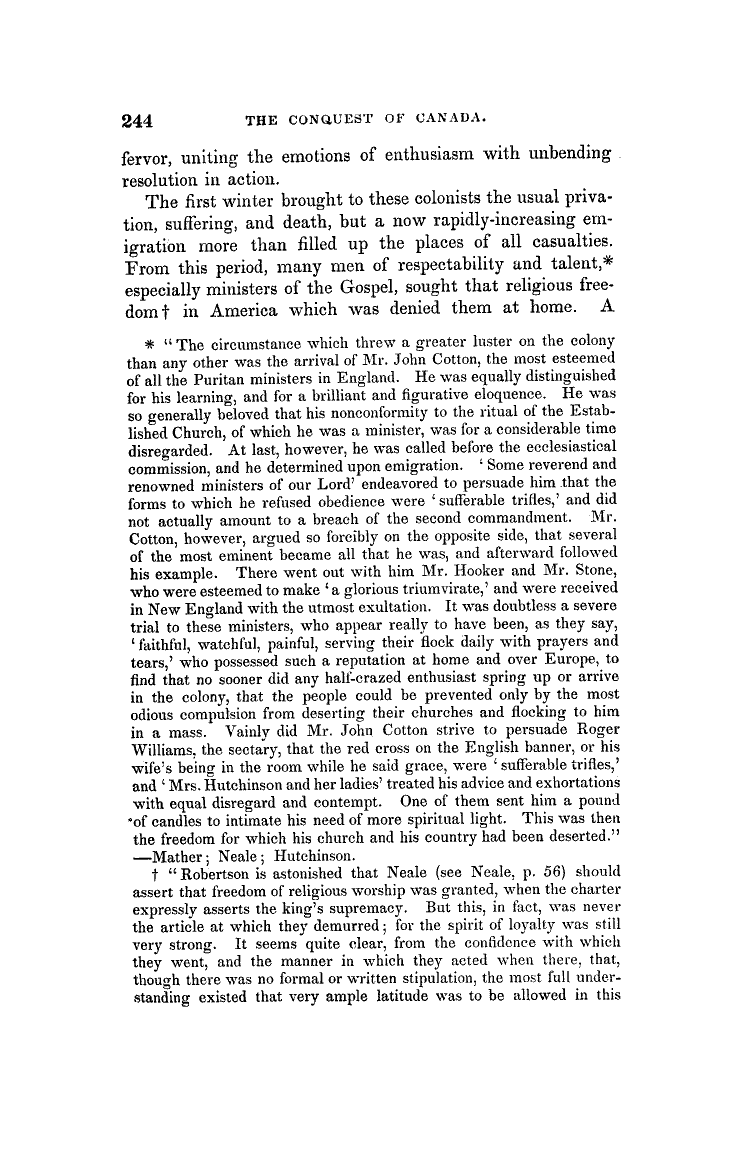 244 THE CONQUEST OF CANADA.
fervor, uniting the emotions of enthusiasm with unbending
resolution in action.
The first winter brought to these colonists the usual priva-
tion, suffering, and death, but a now rapidly-increasing em-
igration more than filled up the places of all casualties.
From this period, many men of respectability and talent,*
especially ministers of the Gospel, sought that religious free-
dom† in America which was denied them at home. A
* “The circumstance which threw a greater luster on the colony
than any other was the arrival of Mr. John Cotton, the most esteemed
of all the Puritan ministers in England. He was equally distinguished
for his learning, and for a brilliant and figurative eloquence. He was
so generally beloved that his nonconformity to the ritual of the Estab-
lished Church, of which he was a minister, was for a considerable time
disregarded. At last, however, he was called before the ecclesiastical
commission, and he determined upon emigration. ‘Some reverend and
renowned ministers of our Lord’ endeavored to persuade him that the
forms to which he refused obedience were ‘sufferable trifles,’ and did
not actually amount to a breach of the second commandment. Mr.
Cotton, however, argued so forcibly on the opposite side, that several
of the most eminent became all that he was, and afterward followed
his example. There went out with him Mr. Hooker and Mr. Stone,
who were esteemed to make ‘a glorious triumvirate,’ and were received
in New England with the utmost exultation. It was doubtless a severe
trial to these ministers, who appear really to have been, as they say,
‘faithful, watchful, painful, serving their flock daily with prayers and
tears,’ who possessed such a reputation at home and over Europe, to
find that no sooner did any half-crazed enthusiast spring up or arrive
in the colony, that the people could be prevented only by the most
odious compulsion from deserting their churches and flocking to him
in a mass. Vainly did Mr. John Cotton strive to persuade Roger
Williams, the sectary, that the red cross on the English banner, or his
wife's being in the room while he said grace, were ‘sufferable trifles,’
and ‘Mrs. Hutchinson and her ladies’ treated his advice and exhortations
with equal disregard and contempt. One of them sent him a pound
of candles to intimate his need of more spiritual light. This was then
the freedom for which his church and his country had been deserted.”
—Mather; Neale; Hutchinson.
† “Robertson is astonished that Neale (see Neale, p. 56) should
assert that freedom of religious worship was granted, when the charter
expressly asserts the king's supremacy. But this, in fact, was never
the article at which they demurred; for the spirit of loyalty was still
very strong. It seems quite clear, from the confidence with which
they went, and the manner in which they acted when there, that,
though there was no formal or written stipulation, the most full under-
standing existed that very ample latitude was to be allowed in this